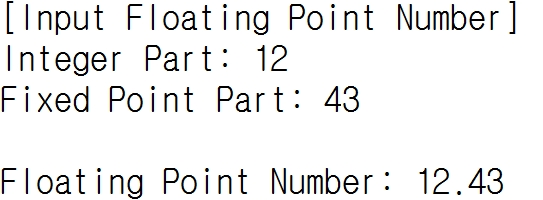 [Input Floating Point Number]
Integer Part: 12
Fixed Point Part: 43
Floating Point Number: 12.43